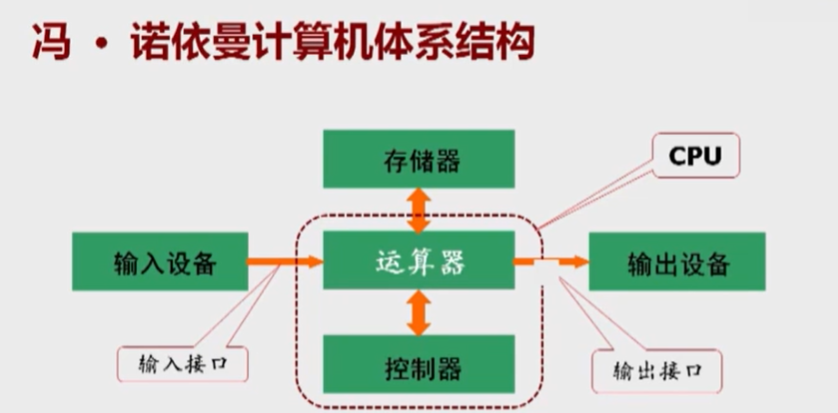 冯·诺依曼计算机体系结构
存储器
CPU
输入设备
运算器
输出设备
输入接口
控制器
输出接口